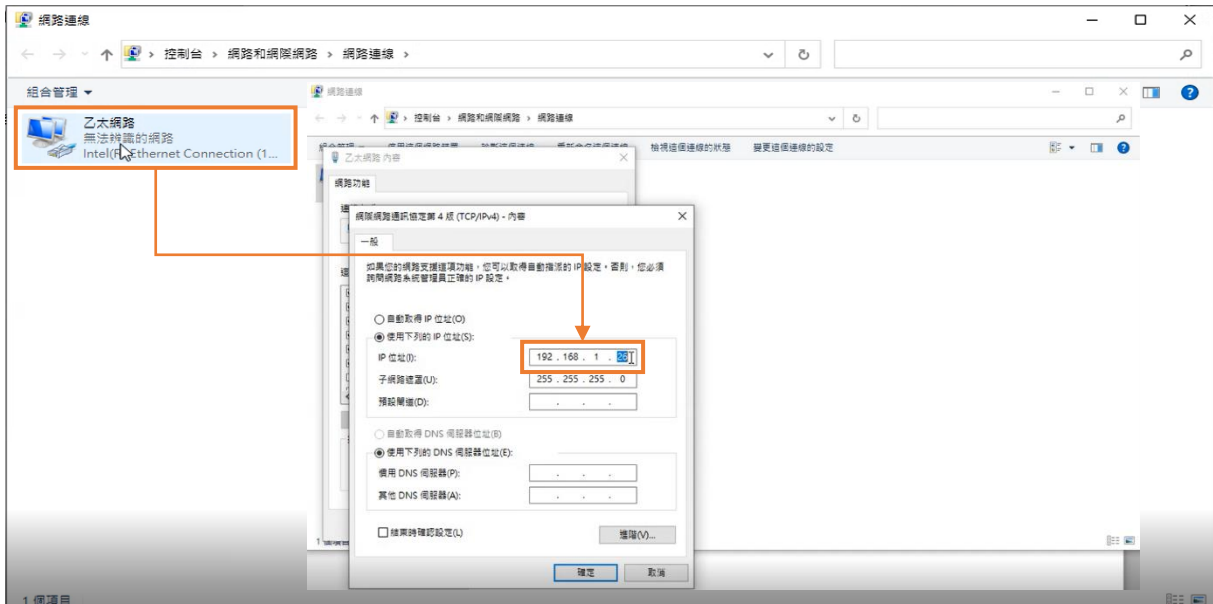 網路連線
控制台 › 網路和網際網路 › 網路連線 ›
組合管理
乙太網路
無法辨識的網路
Intel(R) Ethernet Connection (1...
網路連線
控制台 › 網路和網際網路 › 網路連線
檢視這個連線的狀態 變更這個連線的設定
乙太網路 內容
網路功能
網際網路通訊協定第 4 版 (TCP/IPv4) - 內容
一般
如果您的網路支援這項功能,您可以取得自動指派的 IP 設定。否則,您必須
詢問網路系統管理員正確的 IP 設定。
自動取得 IP 位址(O)
使用下列的 IP 位址(S):
IP 位址(I): 192 . 168 . 1 . 26
子網路遮罩(U): 255 . 255 . 255 . 0
預設閘道(D): . . .
自動取得 DNS 伺服器位址(B)
使用下列的 DNS 伺服器位址(E):
慣用 DNS 伺服器(P): . . .
其他 DNS 伺服器(A): . . .
結束時確認設定(L)
進階(V)...
確定 取消
1 個項目